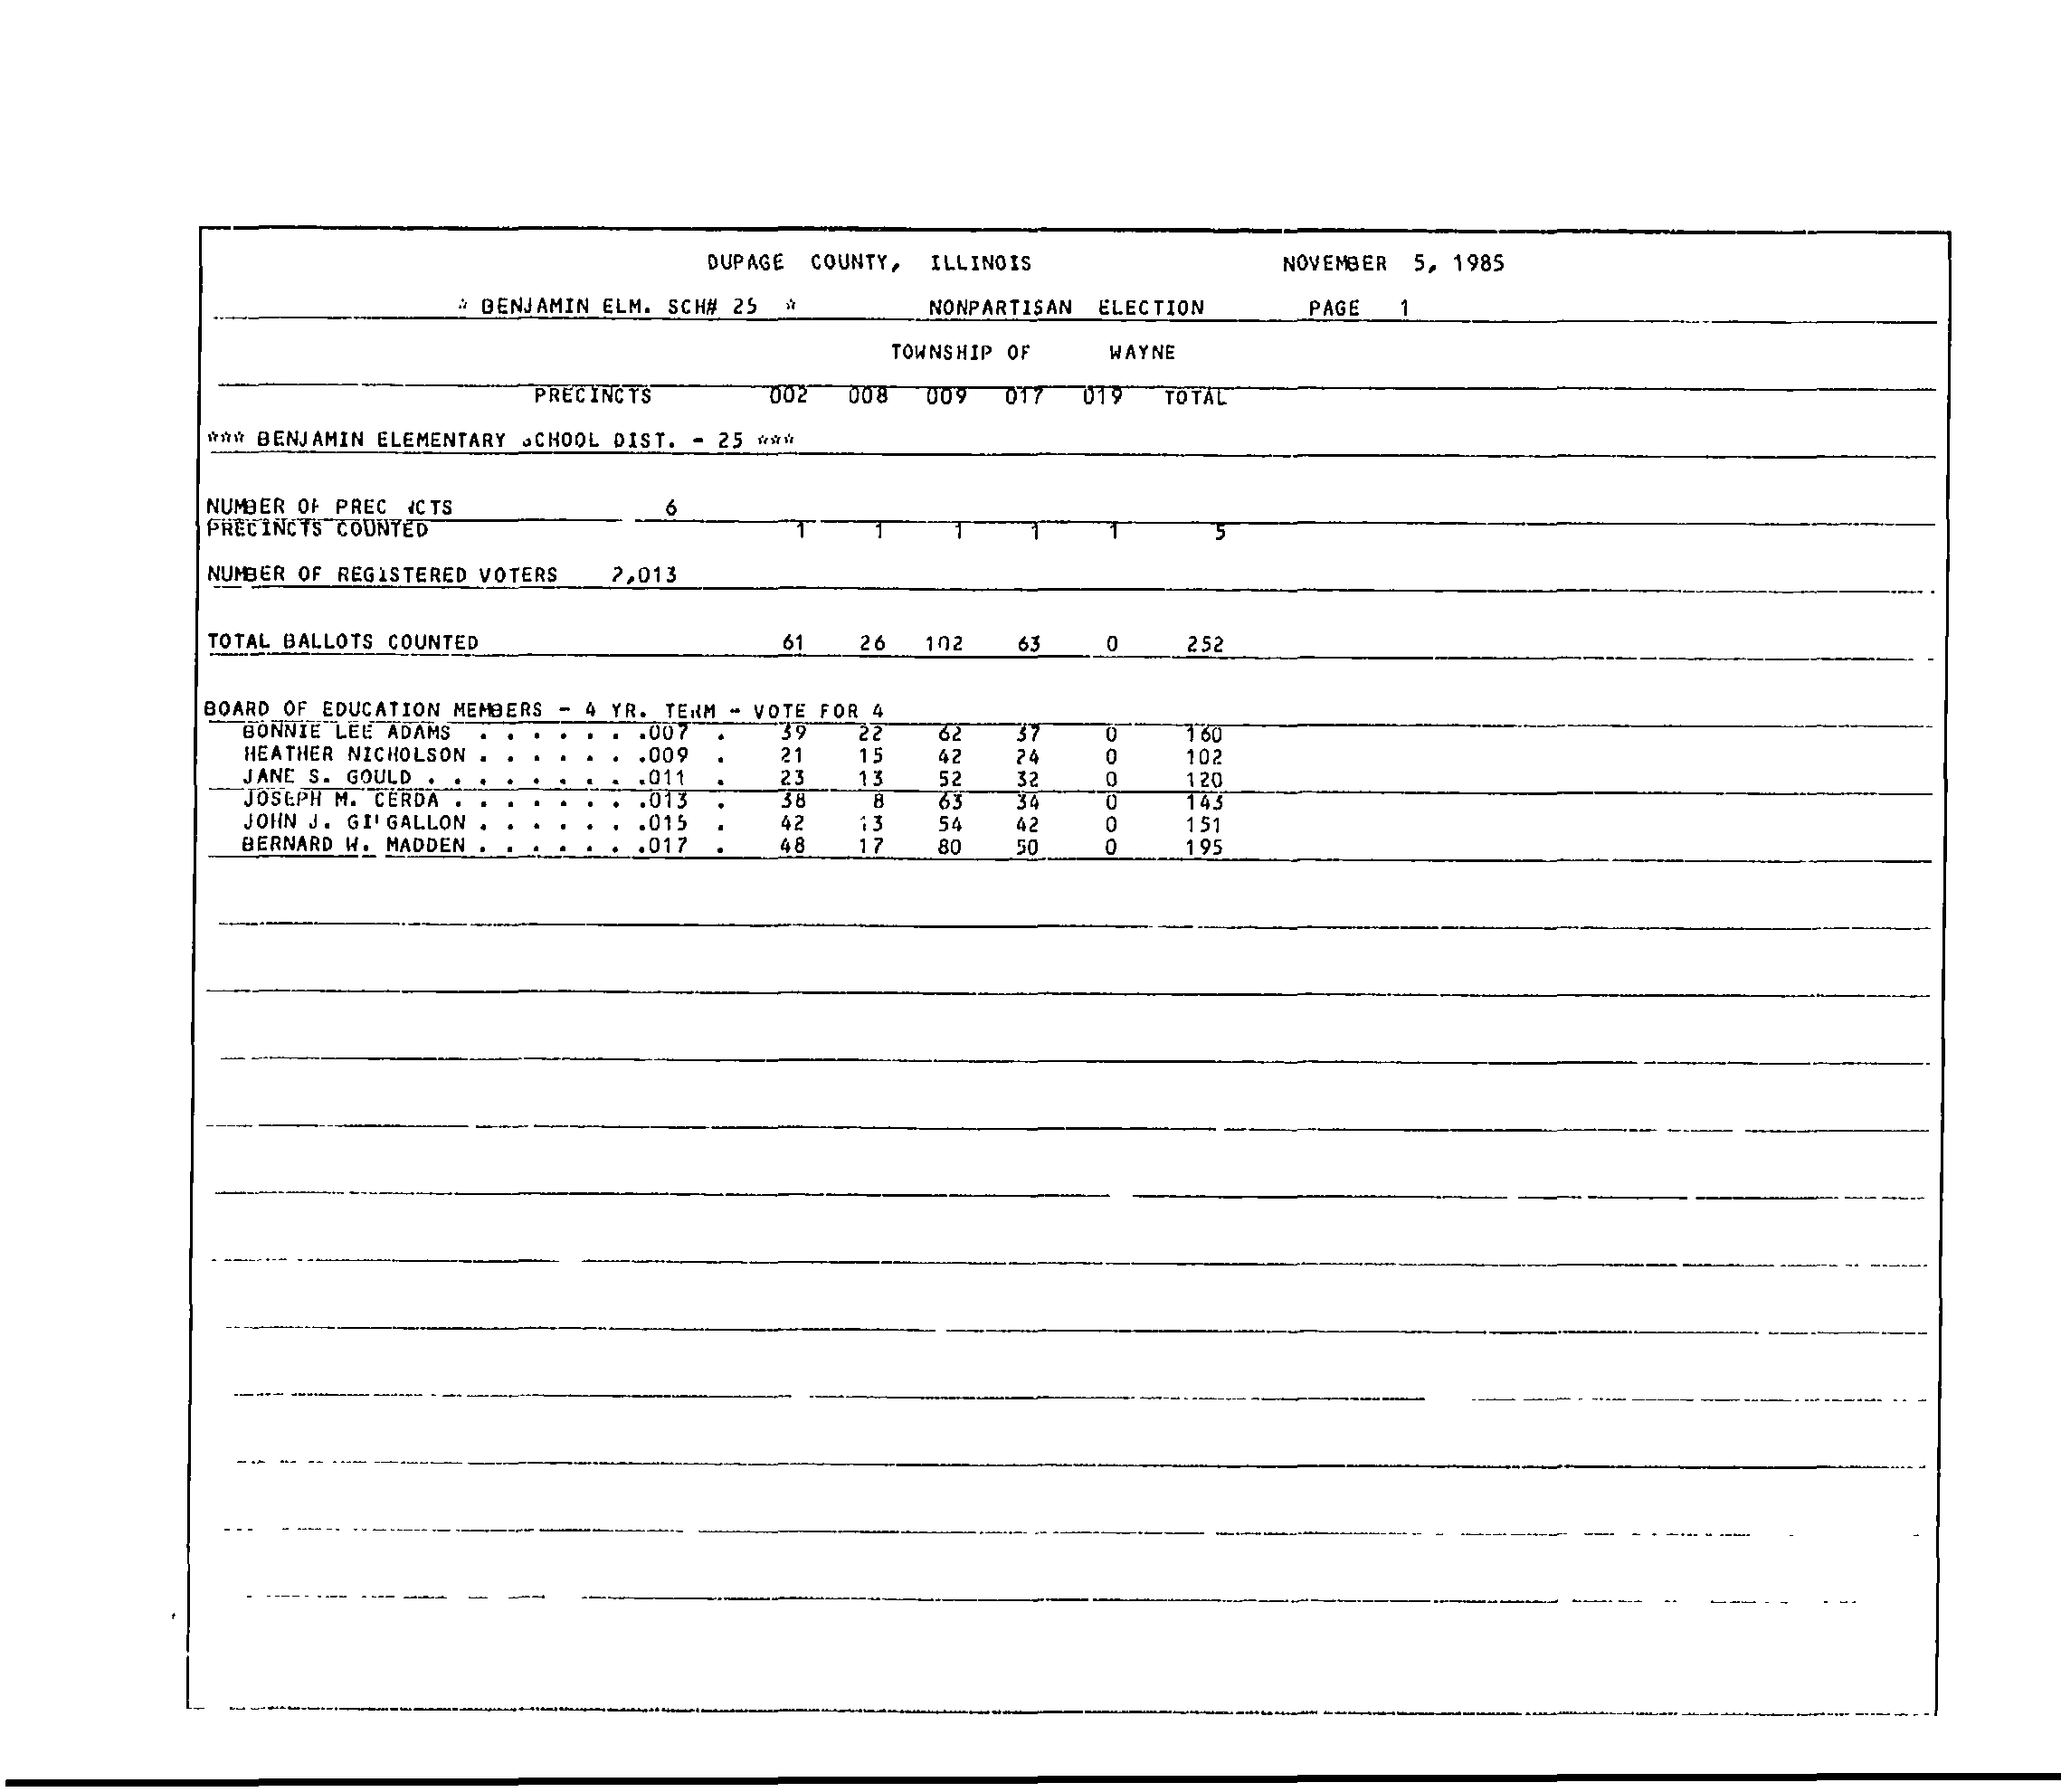 DUPAGE COUNTY, ILLINOIS NOVEMBER 5, 1985
* BENJAMIN ELM. SCH# 25 * NONPARTISAN ELECTION PAGE 1
TOWNSHIP OF WAYNE
PRECINCTS 002 008 009 017 019 TOTAL
*** BENJAMIN ELEMENTARY SCHOOL DIST. - 25 ***
NUMBER OF 6
PRECINCTS COUNTED 1 1 1 1 1 5
NUMBER OF REGISTERED VOTERS 2,013
TOTAL BALLOTS COUNTED 61 26 102 63 0 252
BOARD OF EDUCATION MEMBERS - 4 YR. TERM - VOTE FOR 4
BONNIE LEE ADAMS . . . . . . .007 . 39 22 62 37 0 160
HEATHER NICHOLSON . . . . . . .009 . 21 15 42 24 0 102
JANE S. GOULD . . . . . . . . .011 . 23 13 52 32 0 120
JOSEPH M. CERDA . . . . . . . .013 . 38 8 63 34 0 143
JOHN J. . . . . . . .015 . 42 13 54 42 0 151
BERNARD W. MADDEN . . . . . . .017 . 48 17 80 50 0 195